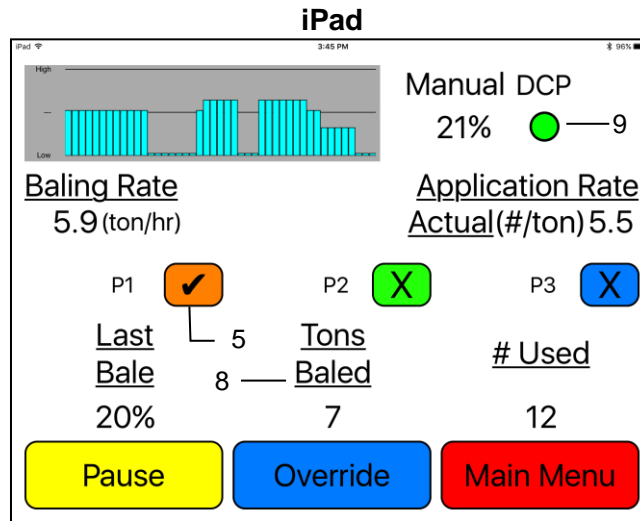 iPad
iPad 3:45 PM 96%
High
Low
Manual DCP
21% 9
Baling Rate
5.9 (ton/hr)
Application Rate
Actual(#/ton) 5.5
P1 ✔ P2 X P3 X
5
Last Bale
8 Tons Baled
# Used
20% 7 12
Pause Override Main Menu